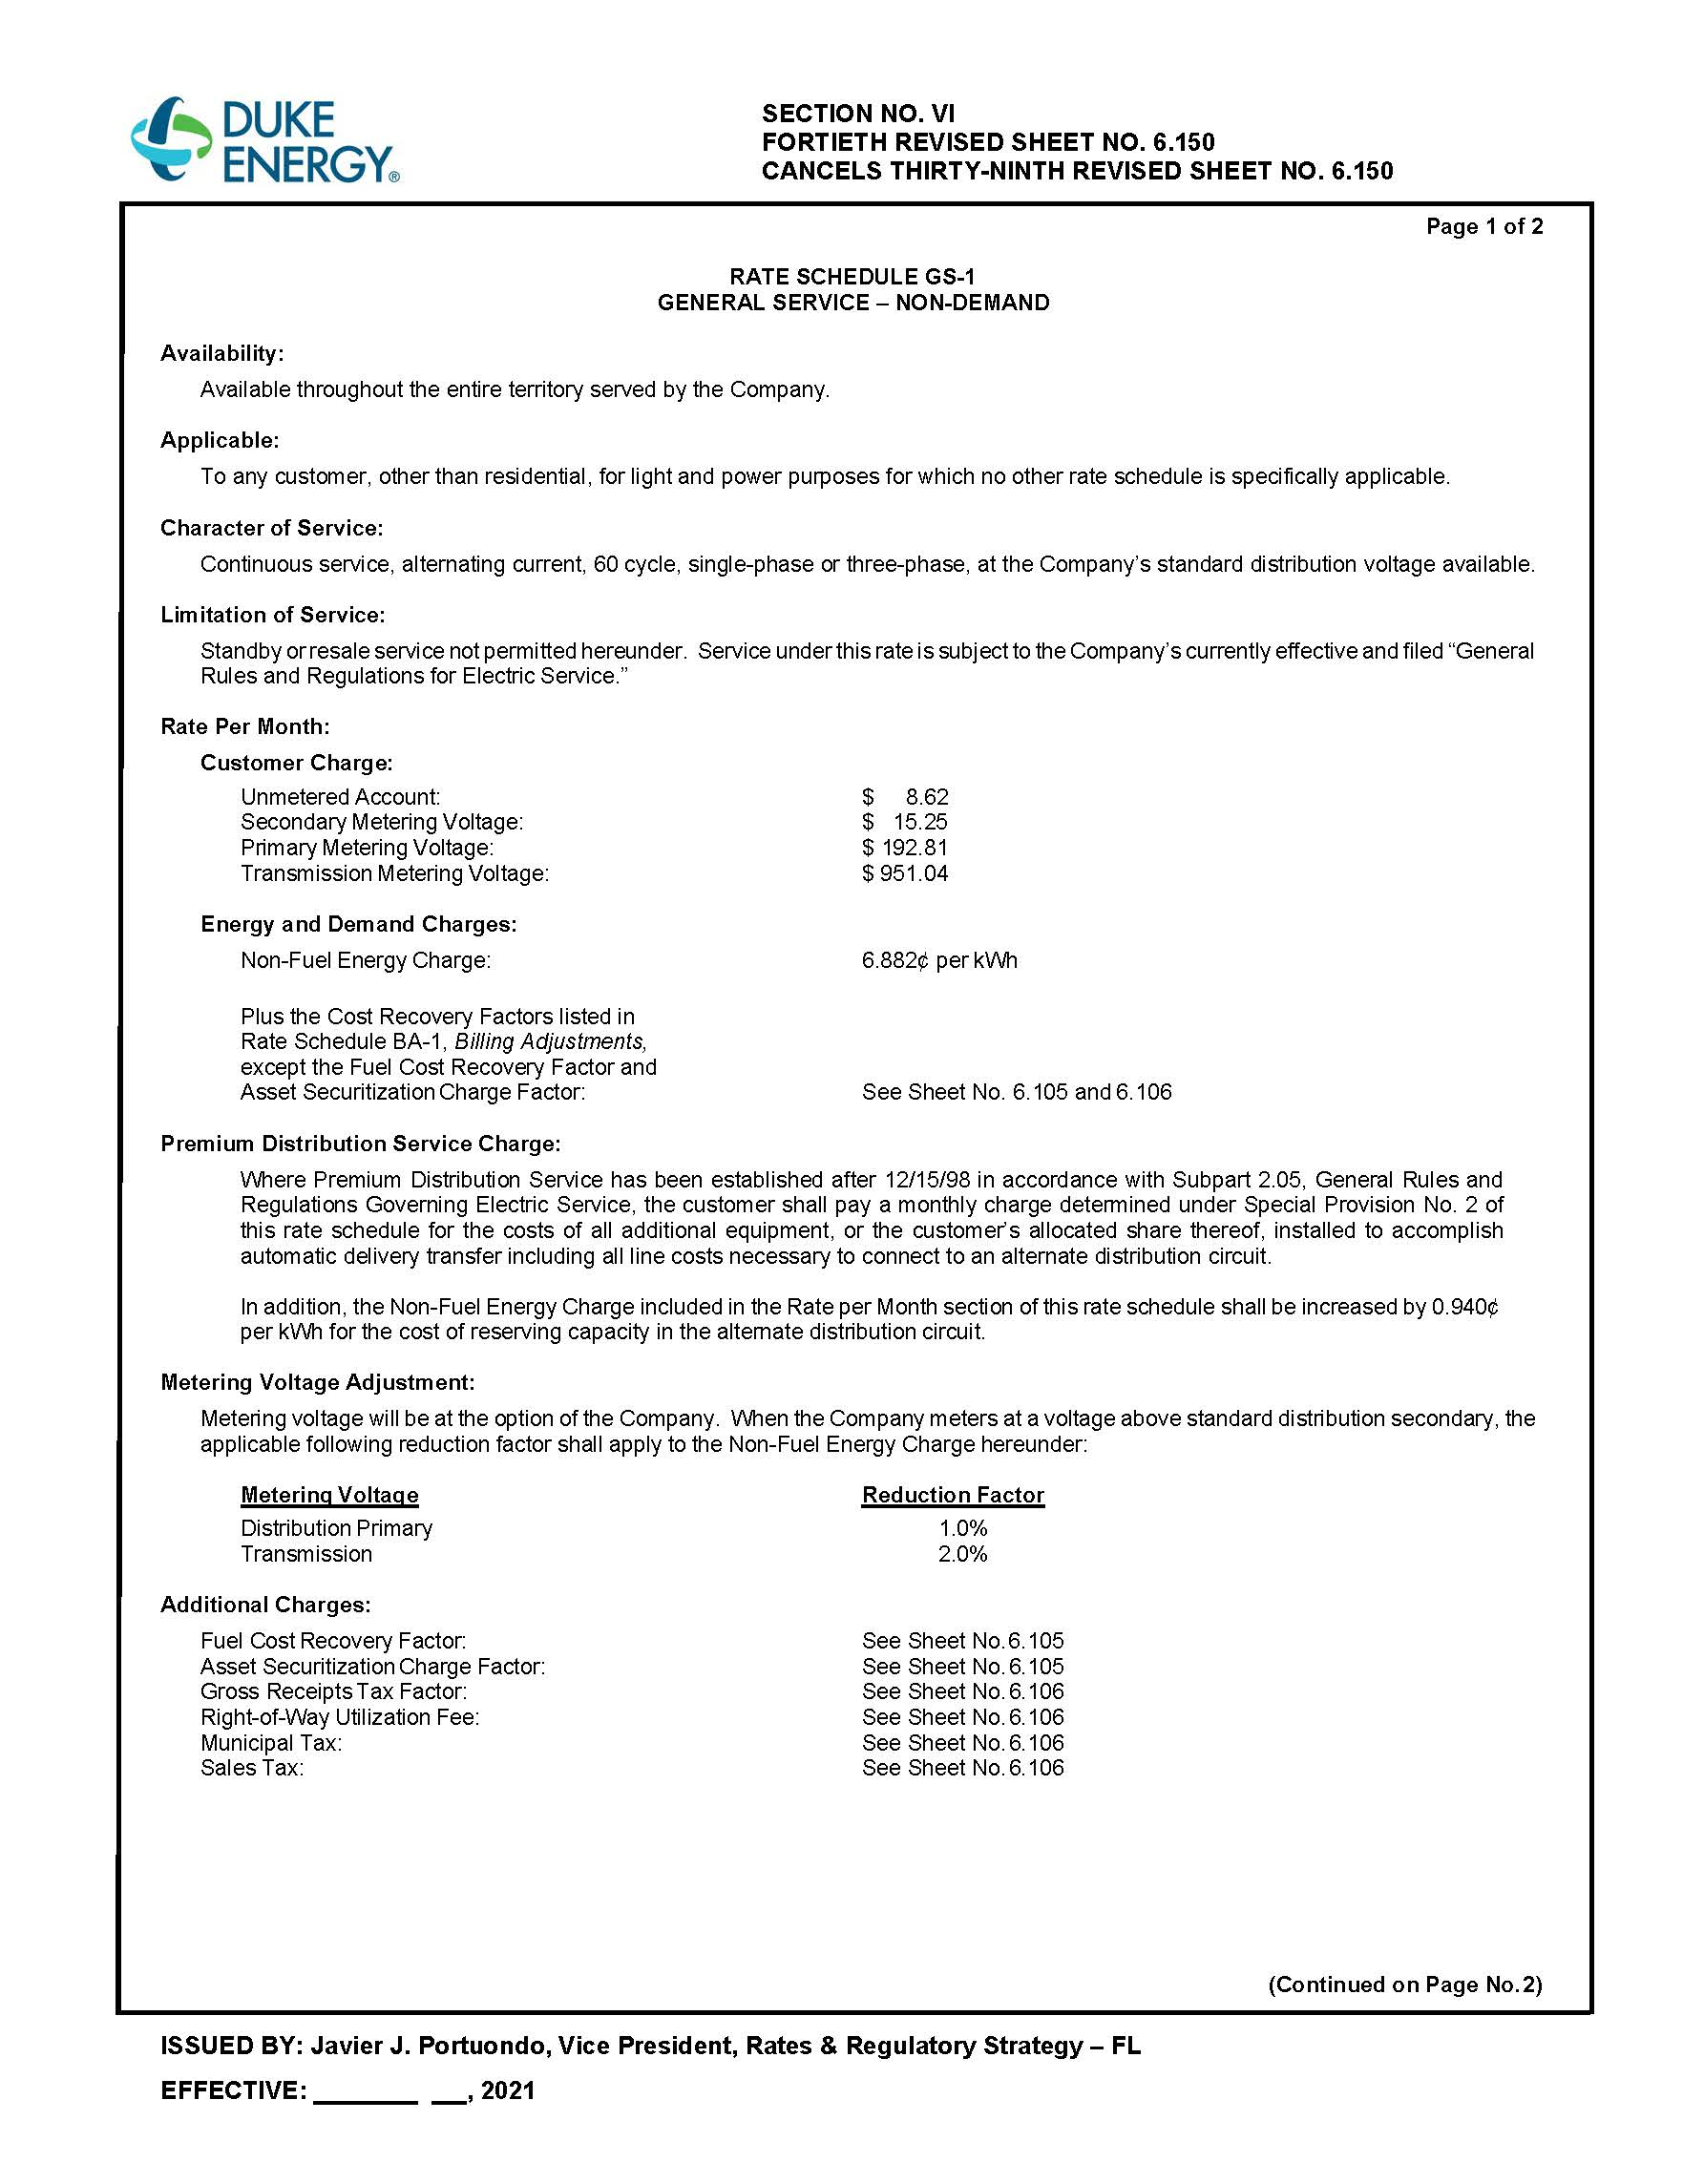 DUKE
ENERGY®
SECTION NO. VI
FORTIETH REVISED SHEET NO. 6.150
CANCELS THIRTY-NINTH REVISED SHEET NO. 6.150
Page 1 of 2
RATE SCHEDULE GS-1
GENERAL SERVICE – NON-DEMAND
Availability:
Available throughout the entire territory served by the Company.
Applicable:
To any customer, other than residential, for light and power purposes for which no other rate schedule is specifically applicable.
Character of Service:
Continuous service, alternating current, 60 cycle, single-phase or three-phase, at the Company’s standard distribution voltage available.
Limitation of Service:
Standby or resale service not permitted hereunder. Service under this rate is subject to the Company’s currently effective and filed “General
Rules and Regulations for Electric Service.”
Rate Per Month:
Customer Charge:
Unmetered Account: $ 8.62
Secondary Metering Voltage: $ 15.25
Primary Metering Voltage: $ 192.81
Transmission Metering Voltage: $ 951.04
Energy and Demand Charges:
Non-Fuel Energy Charge: 6.882¢ per kWh
Plus the Cost Recovery Factors listed in
Rate Schedule BA-1, Billing Adjustments,
except the Fuel Cost Recovery Factor and
Asset Securitization Charge Factor: See Sheet No. 6.105 and 6.106
Premium Distribution Service Charge:
Where Premium Distribution Service has been established after 12/15/98 in accordance with Subpart 2.05, General Rules and
Regulations Governing Electric Service, the customer shall pay a monthly charge determined under Special Provision No. 2 of
this rate schedule for the costs of all additional equipment, or the customer’s allocated share thereof, installed to accomplish
automatic delivery transfer including all line costs necessary to connect to an alternate distribution circuit.
In addition, the Non-Fuel Energy Charge included in the Rate per Month section of this rate schedule shall be increased by 0.940¢
per kWh for the cost of reserving capacity in the alternate distribution circuit.
Metering Voltage Adjustment:
Metering voltage will be at the option of the Company. When the Company meters at a voltage above standard distribution secondary, the
applicable following reduction factor shall apply to the Non-Fuel Energy Charge hereunder:
Metering Voltage Reduction Factor
Distribution Primary 1.0%
Transmission 2.0%
Additional Charges:
Fuel Cost Recovery Factor: See Sheet No. 6.105
Asset Securitization Charge Factor: See Sheet No. 6.105
Gross Receipts Tax Factor: See Sheet No. 6.106
Right-of-Way Utilization Fee: See Sheet No. 6.106
Municipal Tax: See Sheet No. 6.106
Sales Tax: See Sheet No. 6.106
(Continued on Page No. 2)
ISSUED BY: Javier J. Portuondo, Vice President, Rates & Regulatory Strategy – FL
EFFECTIVE: ________ ___, 2021